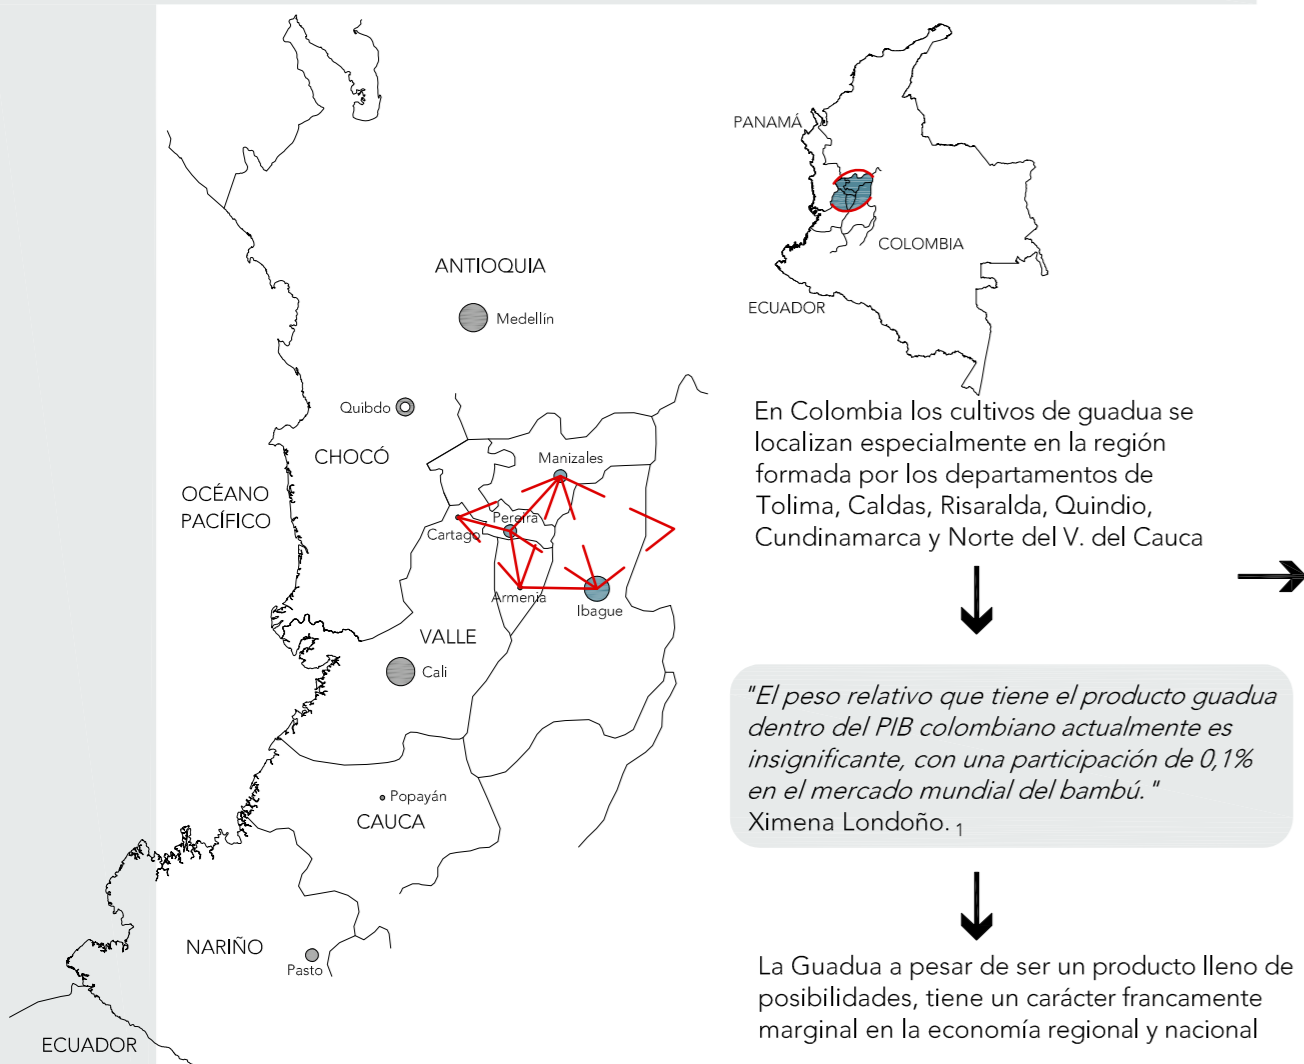 ANTIOQUIA
Medellín
Quibdo
CHOCÓ
OCÉANO
PACÍFICO
Manizales
Pereira
Cartago
Armenia
Ibague
VALLE
Cali
Popayán
CAUCA
NARIÑO
Pasto
ECUADOR
PANAMÁ
COLOMBIA
ECUADOR
En Colombia los cultivos de guadua se
localizan especialmente en la región
formada por los departamentos de
Tolima, Caldas, Risaralda, Quindio,
Cundinamarca y Norte del V. del Cauca
"El peso relativo que tiene el producto guadua
dentro del PIB colombiano actualmente es
insignificante, con una participación de 0,1%
en el mercado mundial del bambú."
Ximena Londoño. 1
La Guadua a pesar de ser un producto lleno de
posibilidades, tiene un carácter francamente
marginal en la economía regional y nacional